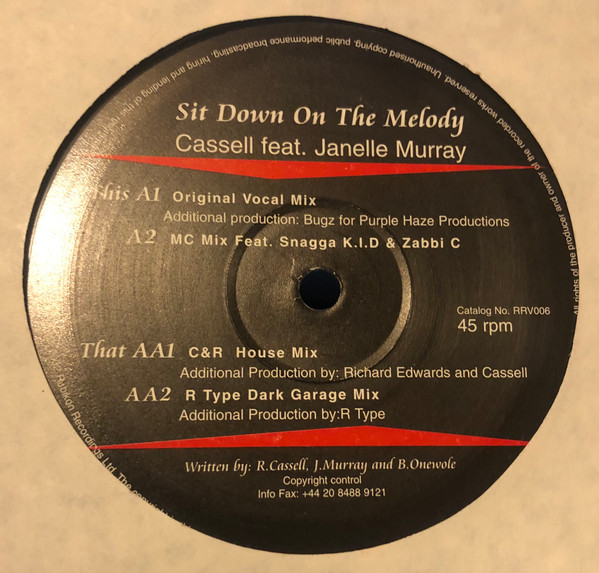 Sit Down On The Melody
Cassell feat. Janelle Murray
This A1 Original Vocal Mix
Additional production: Bugz for Purple Haze Productions
A2 MC Mix Feat. Snagga K.I.D & Zabbi C
Catalog No. RRV006
45 rpm
That AA1 C&R House Mix
Additional Production by: Richard Edwards and Cassell
AA2 R Type Dark Garage Mix
Additional Production by:R Type
Written by: R.Cassell, J.Murray and B.Onewole
Copyright control
Info Fax: +44 20 8488 9121
Recordings Ltd. The
All rights of the producer and owner of the recorded works reserved. Unauthorised copying, public performance broadcasting, hiring and lending of this